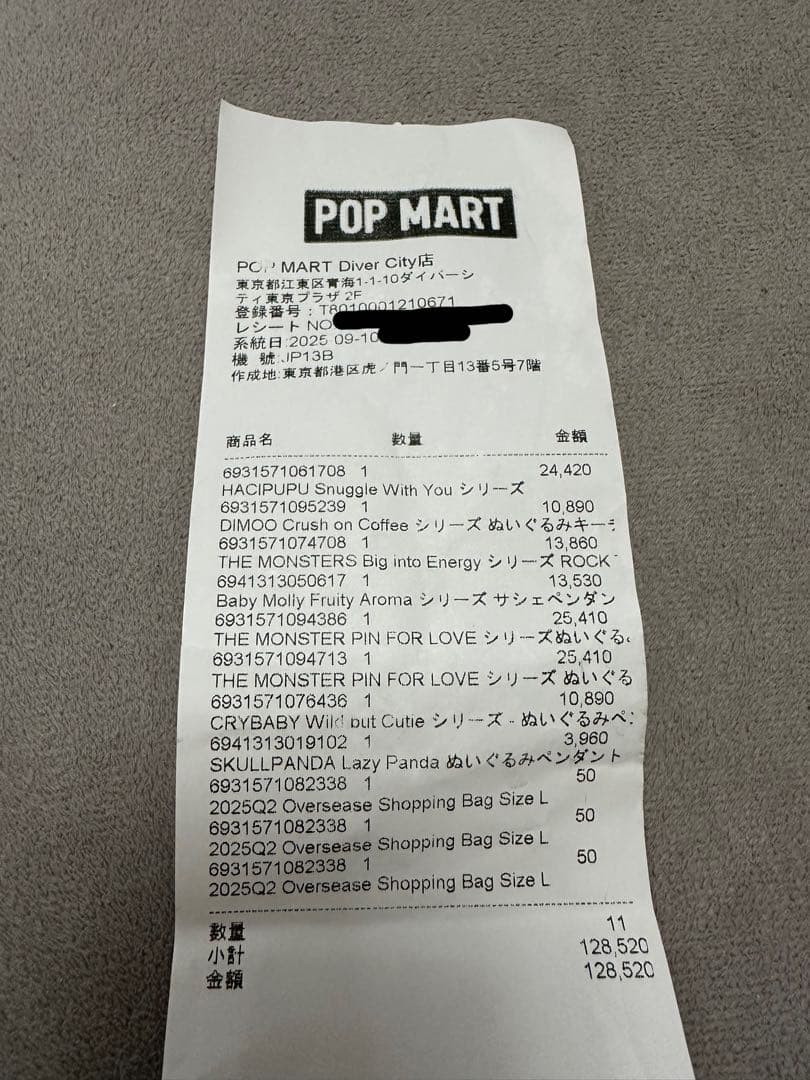 POP MART
POP MART Diver City店
東京都江東区青海1-1-10ダイバーシ
ティ東京プラザ 2F
登録番号：T8010001210671
レシート NO
系統日:2025-09-10
機 號:JP13B
作成地:東京都港区虎ノ門一丁目13番5号7階
商品名 数量 金額
6931571061708 1 24,420
HACIPUPU Snuggle With You シリーズ
6931571095239 1 10,890
DIMOO Crush on Coffee シリーズ ぬいぐるみキー
6931571074708 1 13,860
THE MONSTERS Big into Energy シリーズ ROCK
6941313050617 1 13,530
Baby Molly Fruity Aroma シリーズ サシェペンダン
6931571094386 1 25,410
THE MONSTER PIN FOR LOVE シリーズぬいぐる
6931571094713 1 25,410
THE MONSTER PIN FOR LOVE シリーズ ぬいぐる
6931571076436 1 10,890
CRYBABY Wild but Cutie シリーズ - ぬいぐるみペ
6941313019102 1 3,960
SKULLPANDA Lazy Panda ぬいぐるみペンダント
6931571082338 1 50
2025Q2 Oversease Shopping Bag Size L
6931571082338 1 50
2025Q2 Oversease Shopping Bag Size L
6931571082338 1 50
2025Q2 Oversease Shopping Bag Size L
数量 11
小計 128,520
金額 128,520